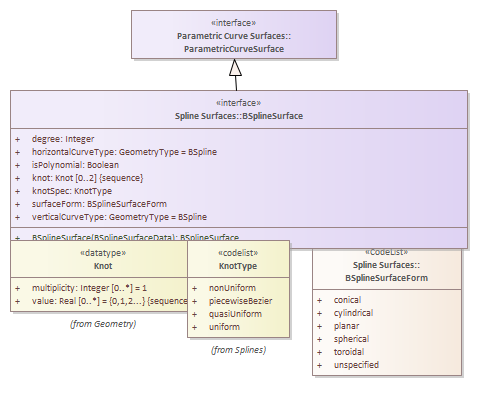 «interface»
Parametric Curve Surfaces::
ParametricCurveSurface
«interface»
Spline Surfaces::BSplineSurface
+ degree: Integer
+ horizontalCurveType: GeometryType = BSpline
+ isPolynomial: Boolean
+ knot: Knot [0..2] {sequence}
+ knotSpec: KnotType
+ surfaceForm: BSplineSurfaceForm
+ verticalCurveType: GeometryType = BSpline
+ BSplineSurface(BSplineSurfaceData): BSplineSurface
«datatype»
Knot
+ multiplicity: Integer [0..*] = 1
+ value: Real [0..*] = {0,1,2...} {sequence
(from Geometry)
«codelist»
KnotType
+ nonUniform
+ piecewiseBezier
+ quasiUniform
+ uniform
(from Splines)
«CodeList»
Spline Surfaces::
BSplineSurfaceForm
+ conical
+ cylindrical
+ planar
+ spherical
+ toroidal
+ unspecified